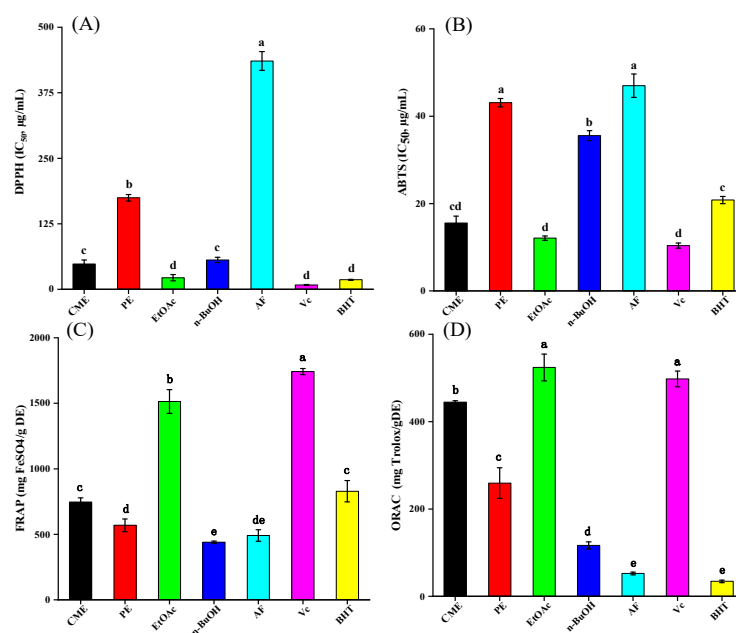 (A)
DPPH (IC50, μg/mL)
500
375
250
125
0
c
b
d
c
a
d
d
CME
PE
EtOAc
n-BuOH
AF
Vc
BHT
(B)
ABTS (IC50, μg/mL)
60
40
20
0
cd
a
d
b
a
d
c
CME
PE
EtOAc
n-BuOH
AF
Vc
BHT
(C)
FRAP (mg FeSO4/g DE)
2000
1500
1000
500
0
c
d
b
e
de
a
c
CME
PE
EtOAc
n-BuOH
AF
Vc
BHT
(D)
ORAC (mg Trolox/gDE)
600
400
200
0
b
c
a
d
e
a
e
CME
PE
EtOAc
n-BuOH
AF
Vc
BHT